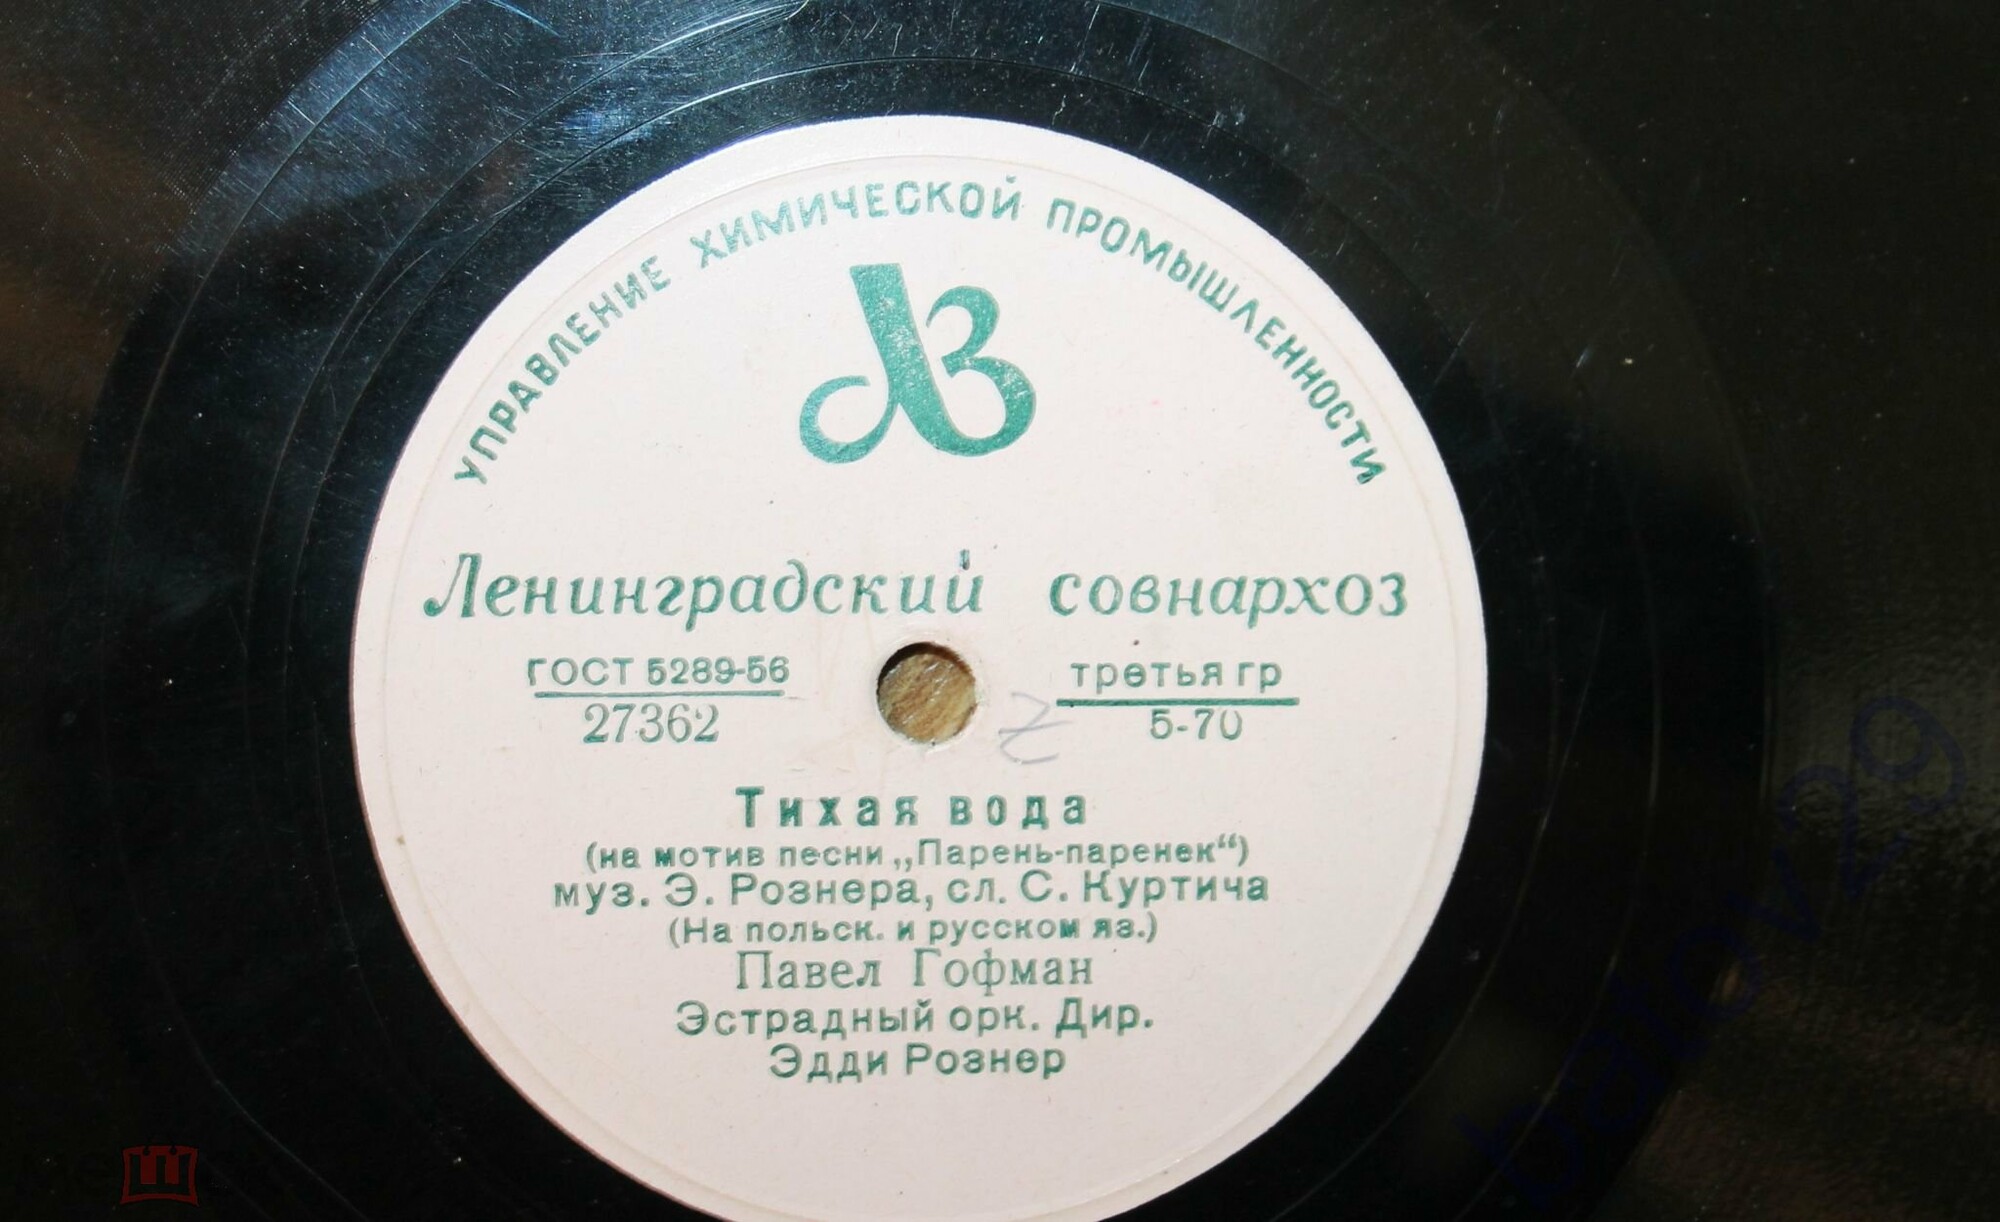 УПРАВЛЕНИЕ ХИМИЧЕСКОЙ ПРОМЫШЛЕННОСТИ
ЛЗ
Ленинградский совнархоз
ГОСТ 5289-56 третья гр
27362 5-70
Тихая вода
(на мотив песни „Парень-паренек“)
муз. Э. Рознера, сл. С. Куртича
(На польск. и русском яз.)
Павел Гофман
Эстрадный орк. Дир.
Эдди Рознер